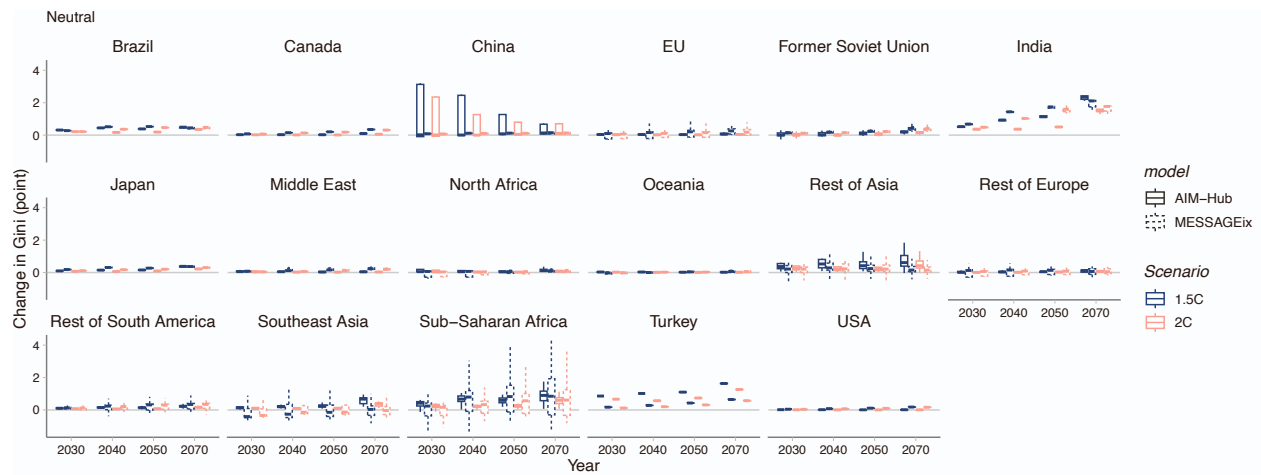 Neutral
Brazil Canada China EU Former Soviet Union India
4
2
0
Japan Middle East North Africa Oceania Rest of Asia Rest of Europe
4
2
0
2030 2040 2050 2070
Rest of South America Southeast Asia Sub−Saharan Africa Turkey USA
4
2
0
2030 2040 2050 2070 2030 2040 2050 2070 2030 2040 2050 2070 2030 2040 2050 2070 2030 2040 2050 2070
Year
Change in Gini (point)
model
AIM−Hub
MESSAGEix
Scenario
1.5C
2C